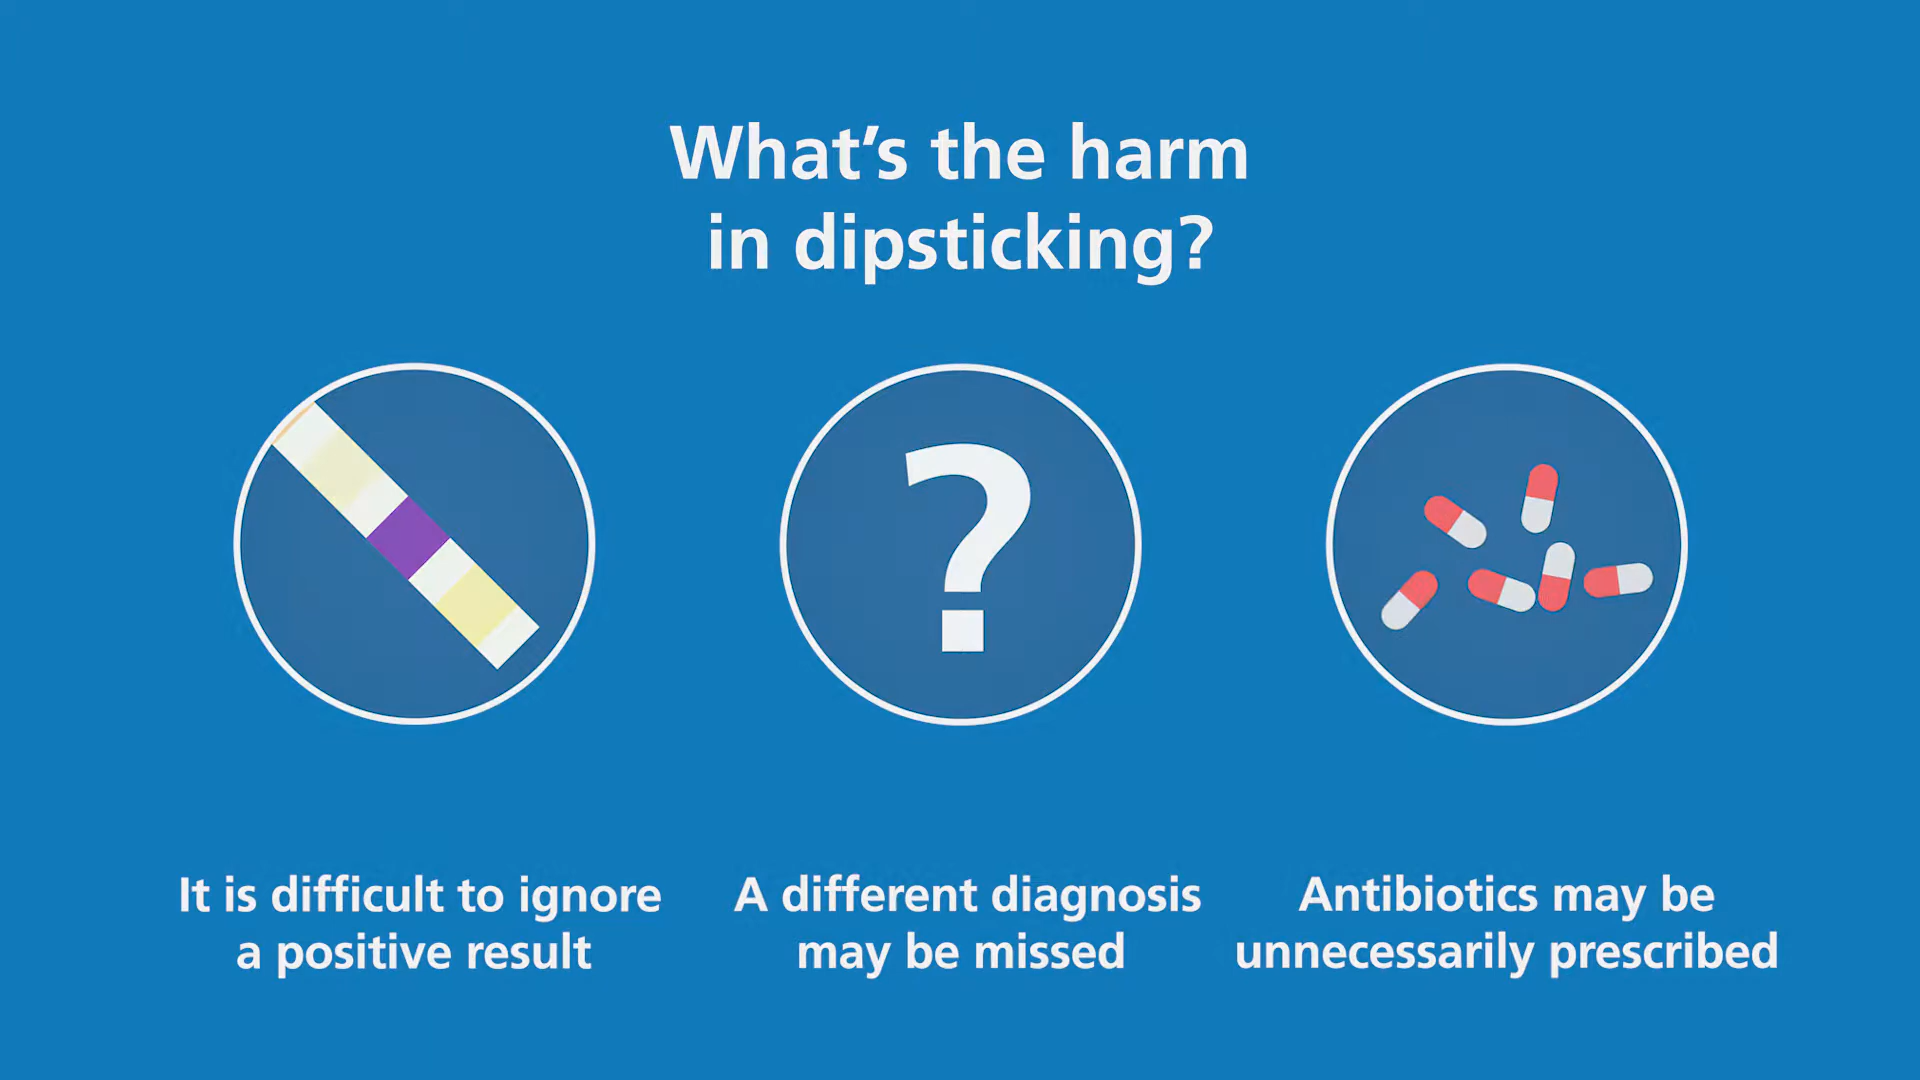 What’s the harm
in dipsticking?
?
It is difficult to ignore
a positive result
A different diagnosis
may be missed
Antibiotics may be
unnecessarily prescribed